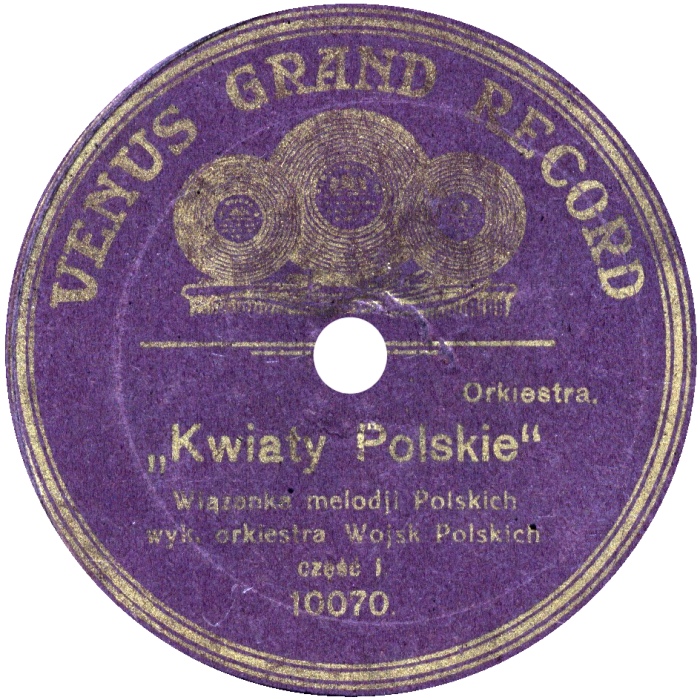 VENUS GRAND RECORD
Orkiestra.
„Kwiaty Polskie“
Wiązanka melodji Polskich
wyk. orkiestra Wojsk Polskich
część I
10070.